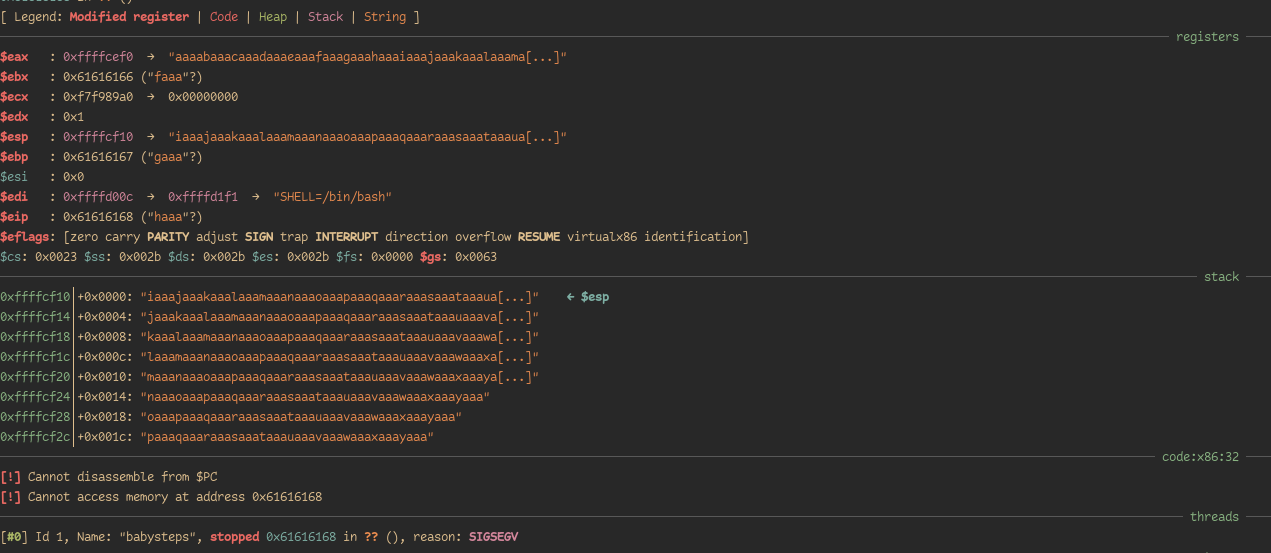 [ Legend: Modified register | Code | Heap | Stack | String ]
registers
$eax   : 0xffffcef0  →  "aaaabaaacaaadaaaeaaafaaagaaahaaaiaaajaaakaaalaaama[...]"
$ebx   : 0x61616166 ("faaa"?)
$ecx   : 0xf7f989a0  →  0x00000000
$edx   : 0x1
$esp   : 0xffffcf10  →  "iaaajaaakaaalaaamaaanaaaoaaapaaaqaaaraaasaaataaaua[...]"
$ebp   : 0x61616167 ("gaaa"?)
$esi   : 0x0
$edi   : 0xffffd00c  →  0xffffd1f1  →  "SHELL=/bin/bash"
$eip   : 0x61616168 ("haaa"?)
$eflags: [zero carry PARITY adjust SIGN trap INTERRUPT direction overflow RESUME virtualx86 identification]
$cs: 0x0023 $ss: 0x002b $ds: 0x002b $es: 0x002b $fs: 0x0000 $gs: 0x0063
stack
0xffffcf10│+0x0000: "iaaajaaakaaalaaamaaanaaaoaaapaaaqaaaraaasaaataaaua[...]"    ← $esp
0xffffcf14│+0x0004: "jaaakaaalaaamaaanaaaoaaapaaaqaaaraaasaaataaauaaava[...]"
0xffffcf18│+0x0008: "kaaalaaamaaanaaaoaaapaaaqaaaraaasaaataaauaaavaaawa[...]"
0xffffcf1c│+0x000c: "laaamaaanaaaoaaapaaaqaaaraaasaaataaauaaavaaawaaaxa[...]"
0xffffcf20│+0x0010: "maaanaaaoaaapaaaqaaaraaasaaataaauaaavaaawaaaxaaaya[...]"
0xffffcf24│+0x0014: "naaaoaaapaaaqaaaraaasaaataaauaaavaaawaaaxaaayaaa"
0xffffcf28│+0x0018: "oaaapaaaqaaaraaasaaataaauaaavaaawaaaxaaayaaa"
0xffffcf2c│+0x001c: "paaaqaaaraaasaaataaauaaavaaawaaaxaaayaaa"
code:x86:32
[!] Cannot disassemble from $PC
[!] Cannot access memory at address 0x61616168
threads
[#0] Id 1, Name: "babysteps", stopped 0x61616168 in ?? (), reason: SIGSEGV